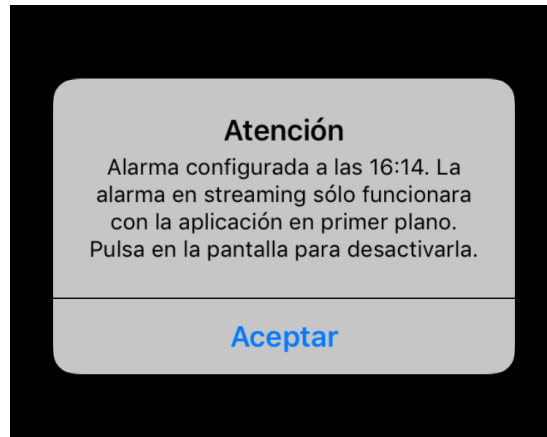 Atención
Alarma configurada a las 16:14. La
alarma en streaming sólo funcionara
con la aplicación en primer plano.
Pulsa en la pantalla para desactivarla.
Aceptar